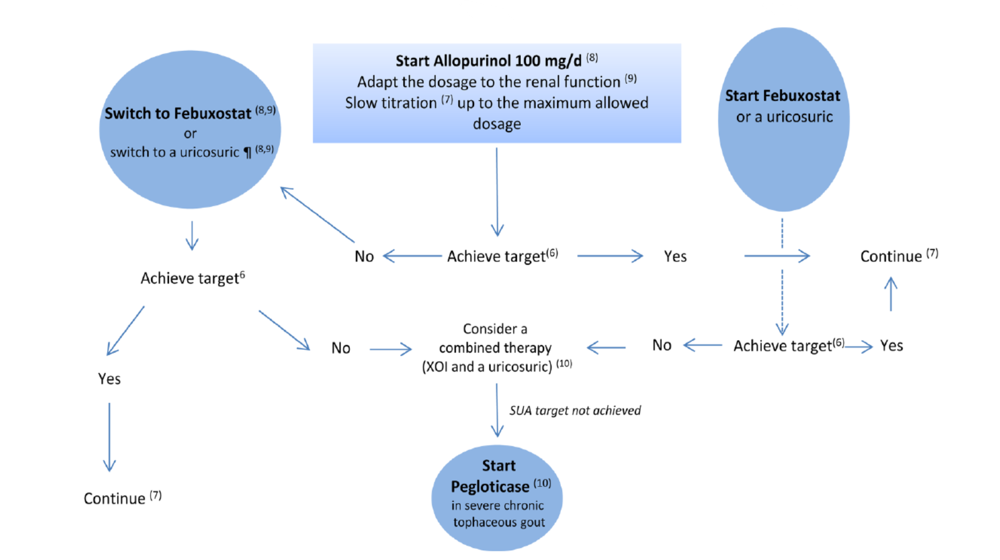 Start Allopurinol 100 mg/d (8)
Adapt the dosage to the renal function (9)
Slow titration (7) up to the maximum allowed
dosage
Switch to Febuxostat (8,9)
or
switch to a uricosuric ¶ (8,9)
Start Febuxostat
or a uricosuric
No
Achieve target(6)
Yes
Continue (7)
Achieve target6
Consider a
combined therapy
(XOI and a uricosuric) (10)
No
No
Achieve target(6)
Yes
Yes
SUA target not achieved
Start
Pegloticase (10)
in severe chronic
tophaceous gout
Continue (7)